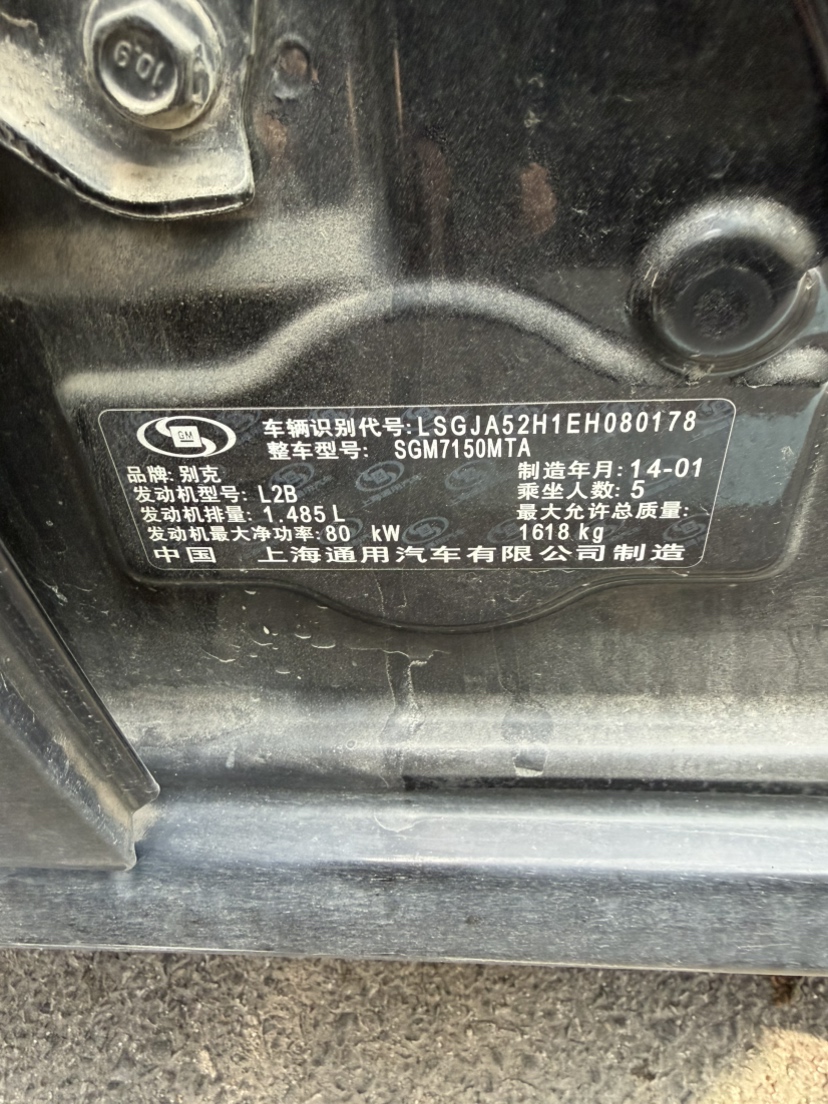 10.9
GM
车辆识别代号:LSGJA52H1EH080178
整车型号: SGM7150MTA
品牌: 别克
制造年月: 14-01
发动机型号: L2B
乘坐人数: 5
发动机排量: 1.485 L
最大允许总质量:
发动机最大净功率: 80 kW
1618 kg
中国 上海通用汽车有限公司制造